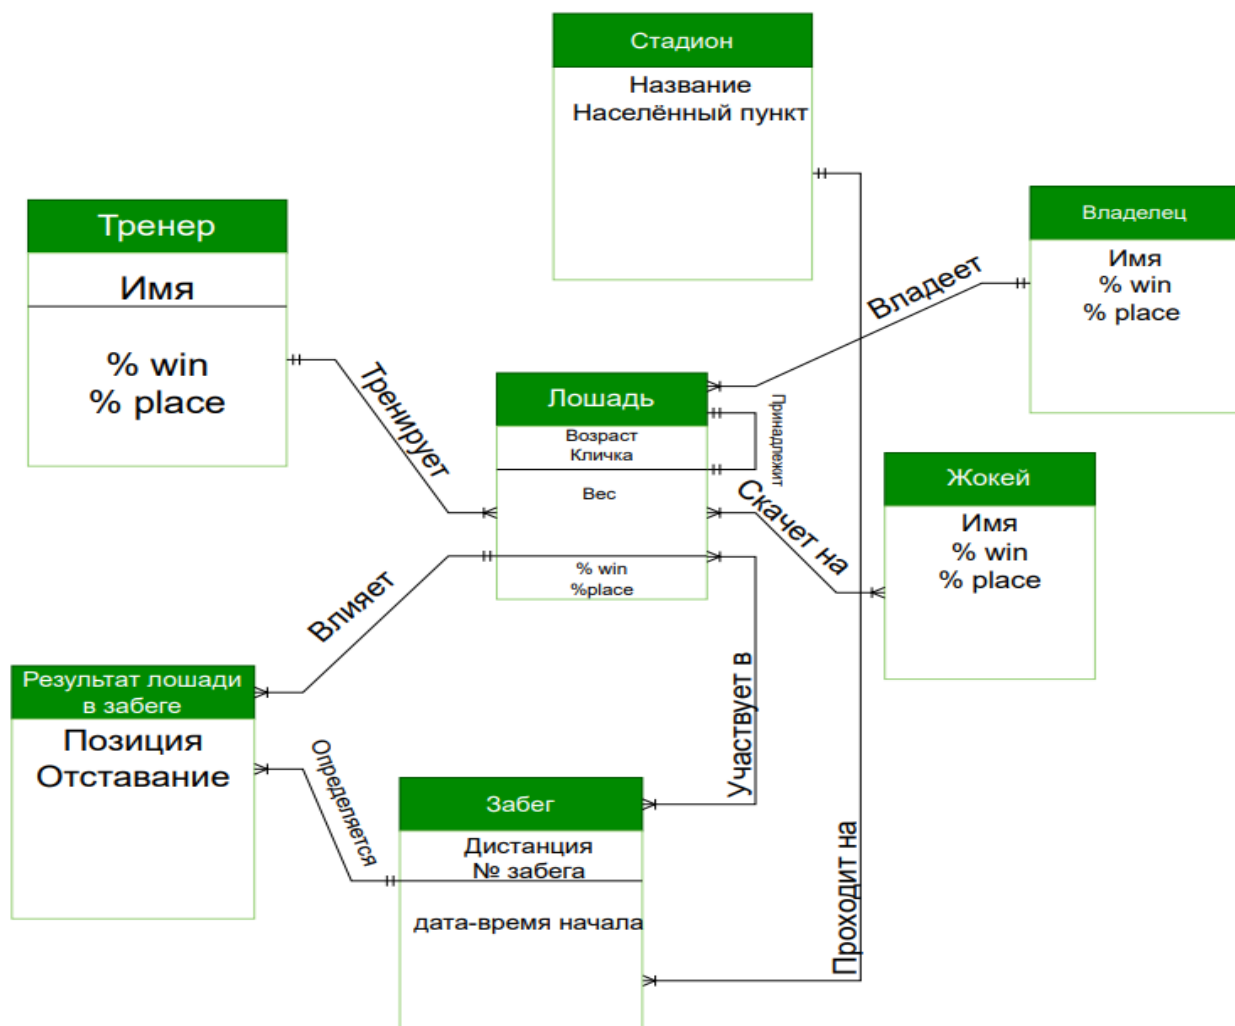 Стадион
Название
Населённый пункт
Тренер
Имя
% win
% place
Владелец
Имя
% win
% place
Владеет
Тренирует
Лошадь
Возраст
Кличка
Вес
% win
%place
Принадлежит
Скачет на
Жокей
Имя
% win
% place
Влияет
Результат лошади
в забеге
Позиция
Отставание
Определяется
Участвует в
Забег
Дистанция
№ забега
дата-время начала
Проходит на